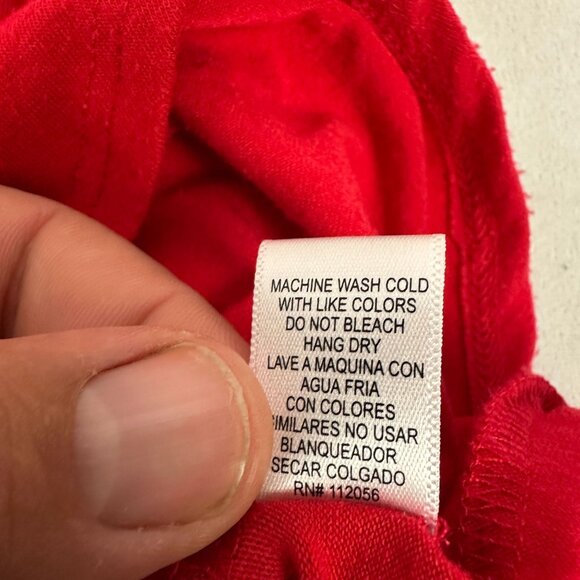 MACHINE WASH COLD
WITH LIKE COLORS
DO NOT BLEACH
HANG DRY
LAVE A MAQUINA CON
AGUA FRIA
CON COLORES
SIMILARES NO USAR
BLANQUEADOR
SECAR COLGADO
RN# 112056